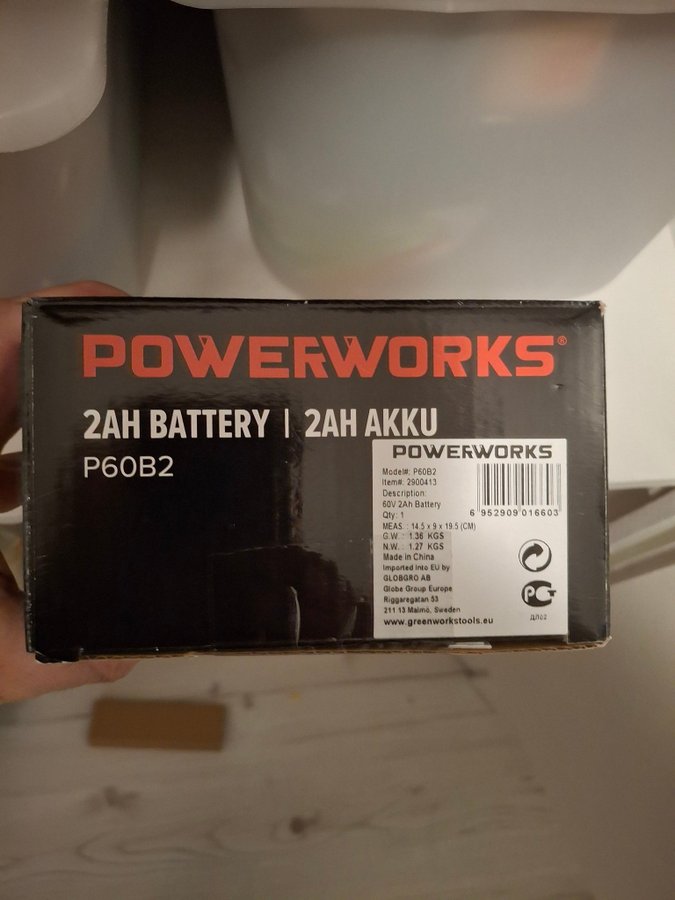 POWERWORKS®
2AH BATTERY | 2AH AKKU
P60B2
POWERWORKS
Model#: P60B2
Item#: 2900413
Description:
60V 2Ah Battery
Qty: 1
6 952909 016603
MEAS. : 14.5 x 9 x 19.5 (CM)
G.W. : 1.36 KGS
N.W. : 1.27 KGS
Made in China
Imported into EU by
GLOBGRO AB
Globe Group Europe
Riggaregatan 53
211 13 Malmö, Sweden
www.greenworkstools.eu
РСТ
ДЛ02